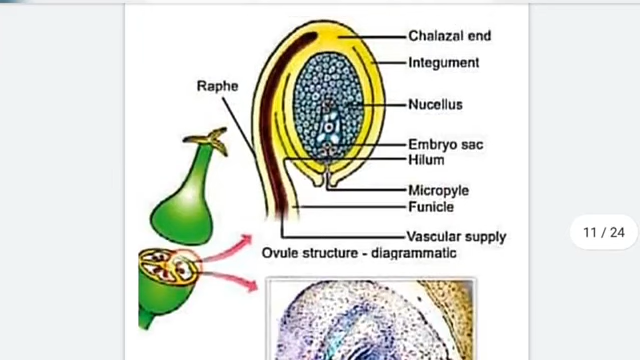 Chalazal end
Integument
Raphe
Nucellus
Embryo sac
Hilum
Micropyle
Funicle
Vascular supply
Ovule structure - diagrammatic
11 / 24